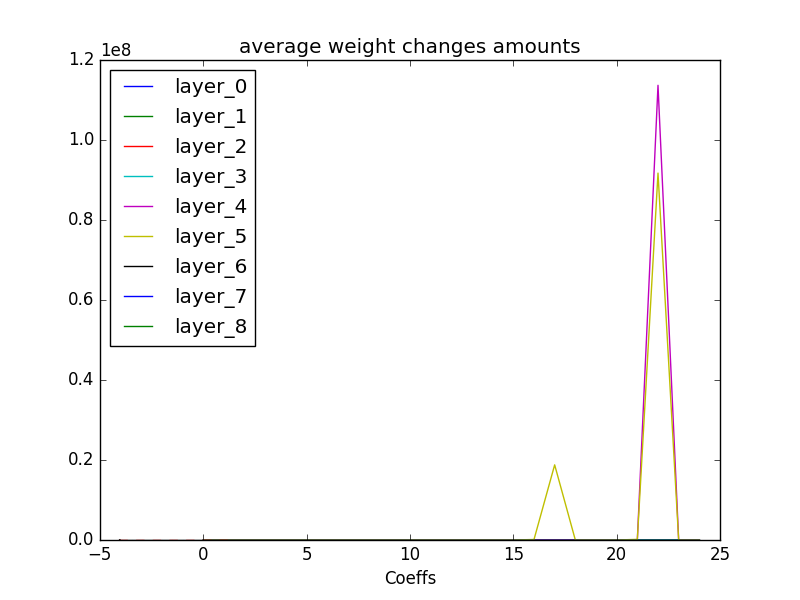 average weight changes amounts
1e8
1.2
1.0
0.8
0.6
0.4
0.2
0.0
layer_0
layer_1
layer_2
layer_3
layer_4
layer_5
layer_6
layer_7
layer_8
−5 0 5 10 15 20 25
Coeffs